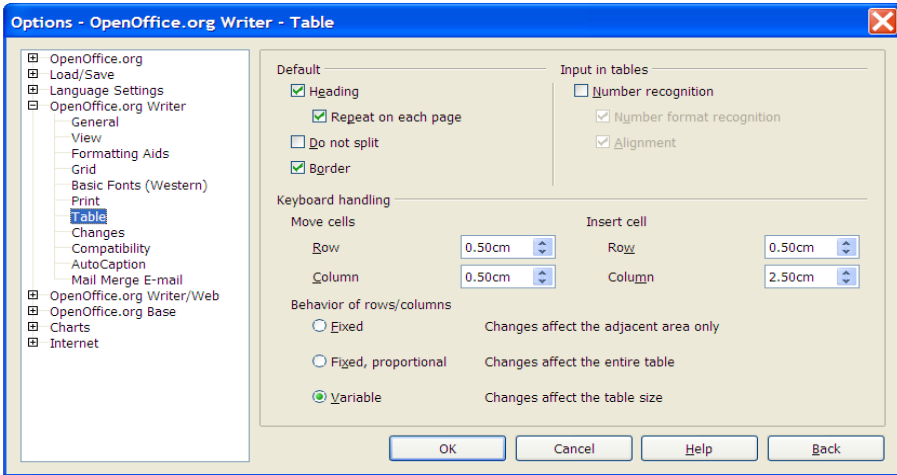 Options - OpenOffice.org Writer - Table
OpenOffice.org
Load/Save
Language Settings
OpenOffice.org Writer
General
View
Formatting Aids
Grid
Basic Fonts (Western)
Print
Table
Changes
Compatibility
AutoCaption
Mail Merge E-mail
OpenOffice.org Writer/Web
OpenOffice.org Base
Charts
Internet
Default
Heading
Repeat on each page
Do not split
Border
Input in tables
Number recognition
Number format recognition
Alignment
Keyboard handling
Move cells
Row 0.50cm
Column 0.50cm
Insert cell
Row 0.50cm
Column 2.50cm
Behavior of rows/columns
Fixed Changes affect the adjacent area only
Fixed, proportional Changes affect the entire table
Variable Changes affect the table size
OK Cancel Help Back